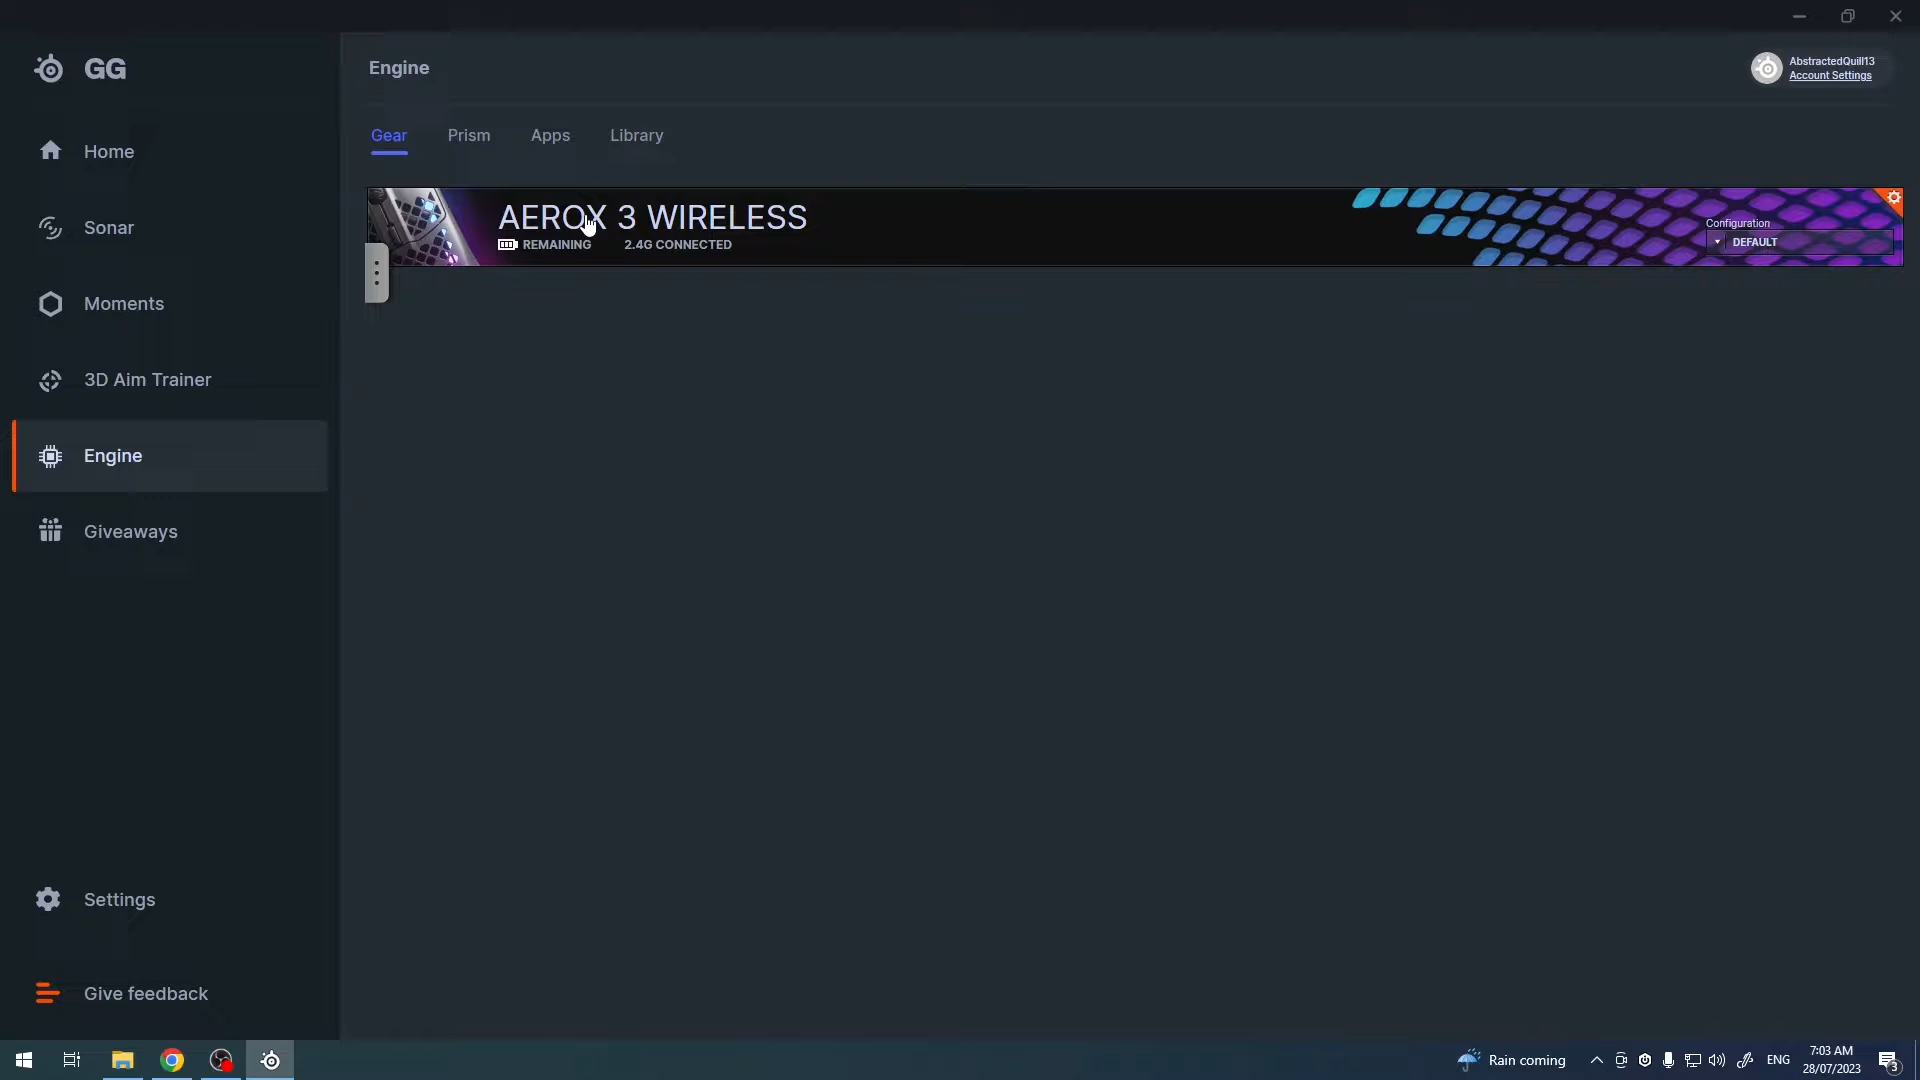 GG
Engine
AbstractedQuill13
Account Settings
Home
Gear
Prism
Apps
Library
AEROX 3 WIRELESS
REMAINING
2.4G CONNECTED
Configuration
DEFAULT
Sonar
Moments
3D Aim Trainer
Engine
Giveaways
Settings
Give feedback
Rain coming
ENG
7:03 AM
28/07/2023
3